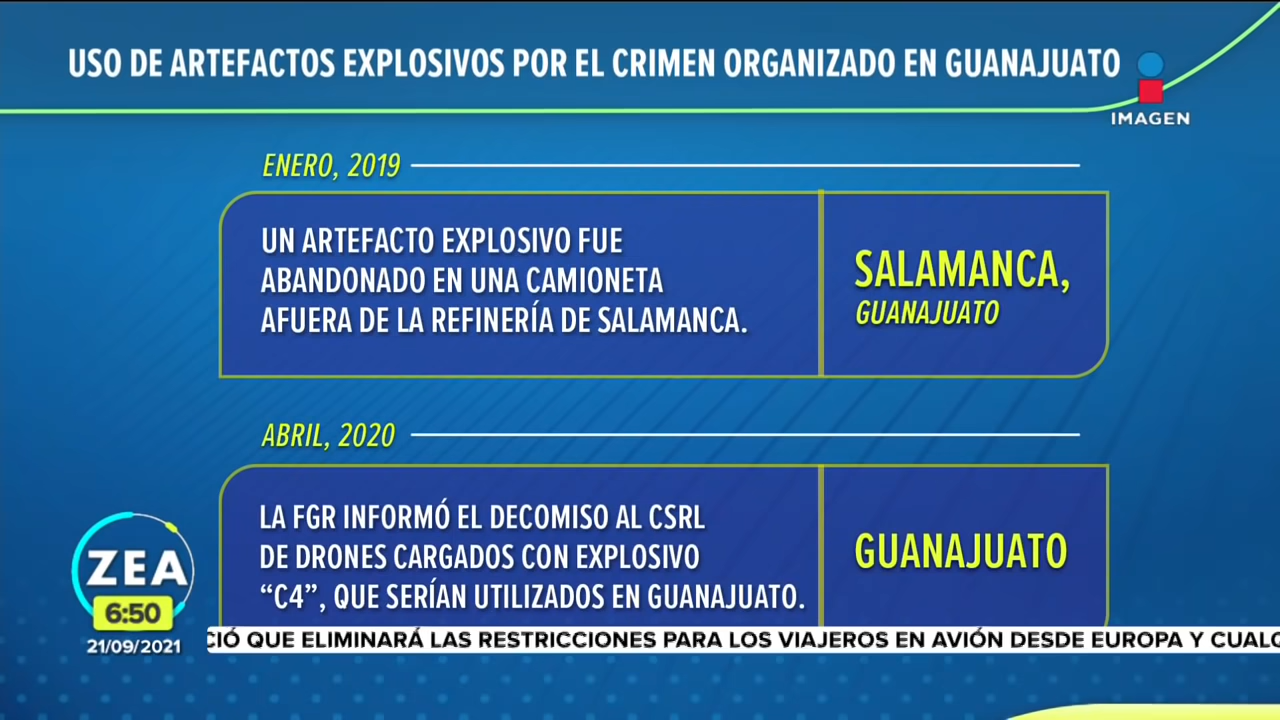 USO DE ARTEFACTOS EXPLOSIVOS POR EL CRIMEN ORGANIZADO EN GUANAJUATO
IMAGEN
ENERO, 2019
UN ARTEFACTO EXPLOSIVO FUE
ABANDONADO EN UNA CAMIONETA
AFUERA DE LA REFINERÍA DE SALAMANCA.
SALAMANCA,
GUANAJUATO
ABRIL, 2020
LA FGR INFORMÓ EL DECOMISO AL CSRL
DE DRONES CARGADOS CON EXPLOSIVO
“C4”, QUE SERÍAN UTILIZADOS EN GUANAJUATO.
GUANAJUATO
ZEA
6:50
21/09/2021
CIÓ QUE ELIMINARÁ LAS RESTRICCIONES PARA LOS VIAJEROS EN AVIÓN DESDE EUROPA Y CUALQ